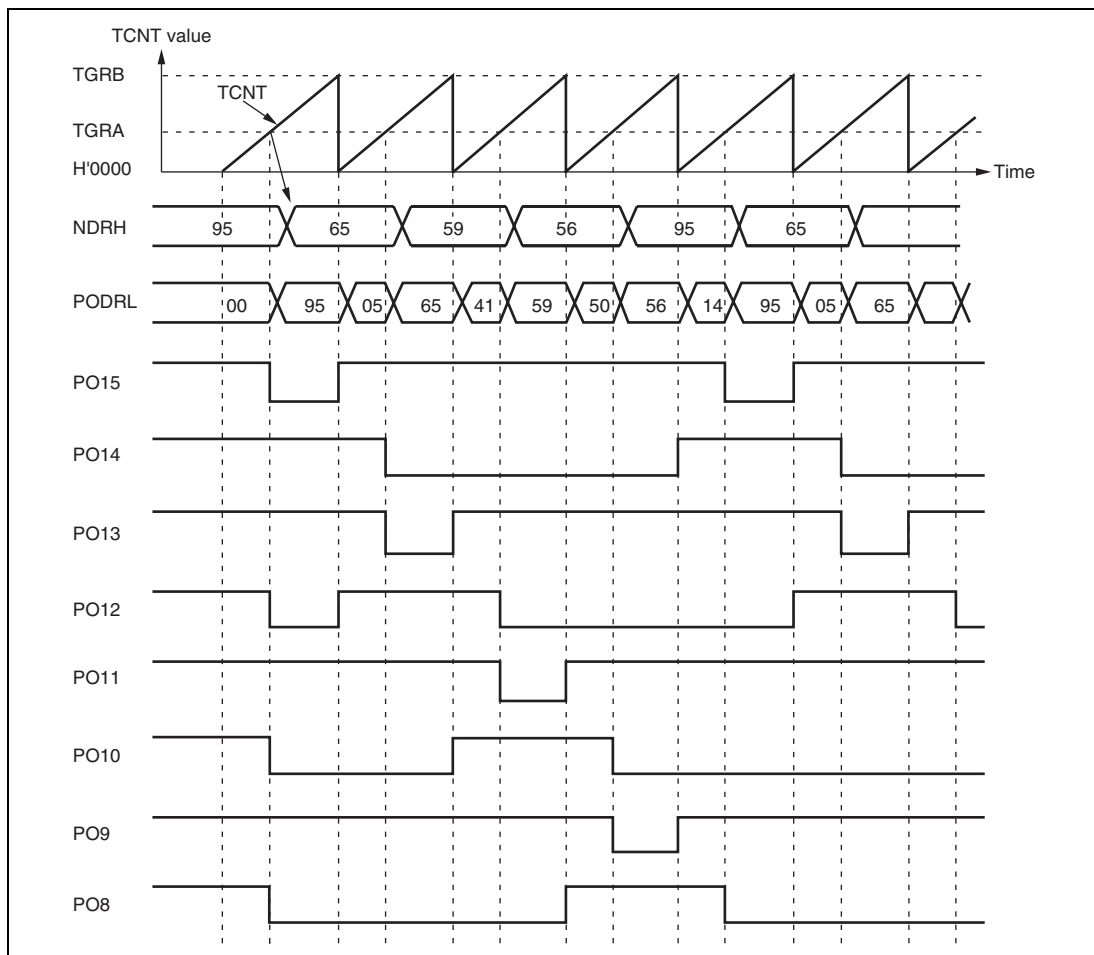 TCNT value
TGRB
TCNT
TGRA
H'0000
Time
NDRH 95 65 59 56 95 65
PODRL 00 95 05 65 41 59 50 56 14 95 05 65
PO15
PO14
PO13
PO12
PO11
PO10
PO9
PO8